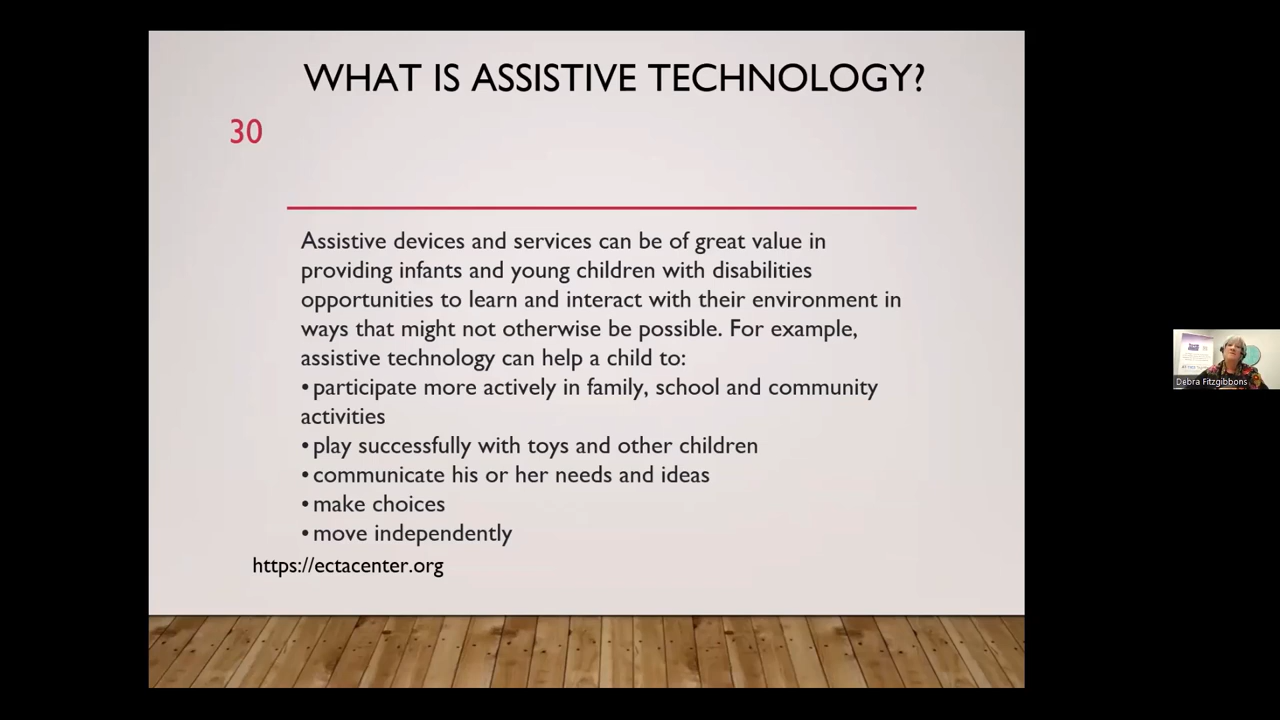 WHAT IS ASSISTIVE TECHNOLOGY?
30
Assistive devices and services can be of great value in
providing infants and young children with disabilities
opportunities to learn and interact with their environment in
ways that might not otherwise be possible. For example,
assistive technology can help a child to:
•participate more actively in family, school and community
activities
•play successfully with toys and other children
•communicate his or her needs and ideas
•make choices
•move independently
https://ectacenter.org
Debra Fitzgibbons